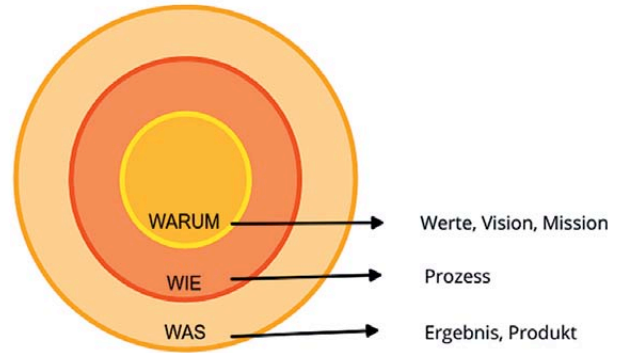 WARUM
Werte, Vision, Mission
WIE
Prozess
WAS
Ergebnis, Produkt